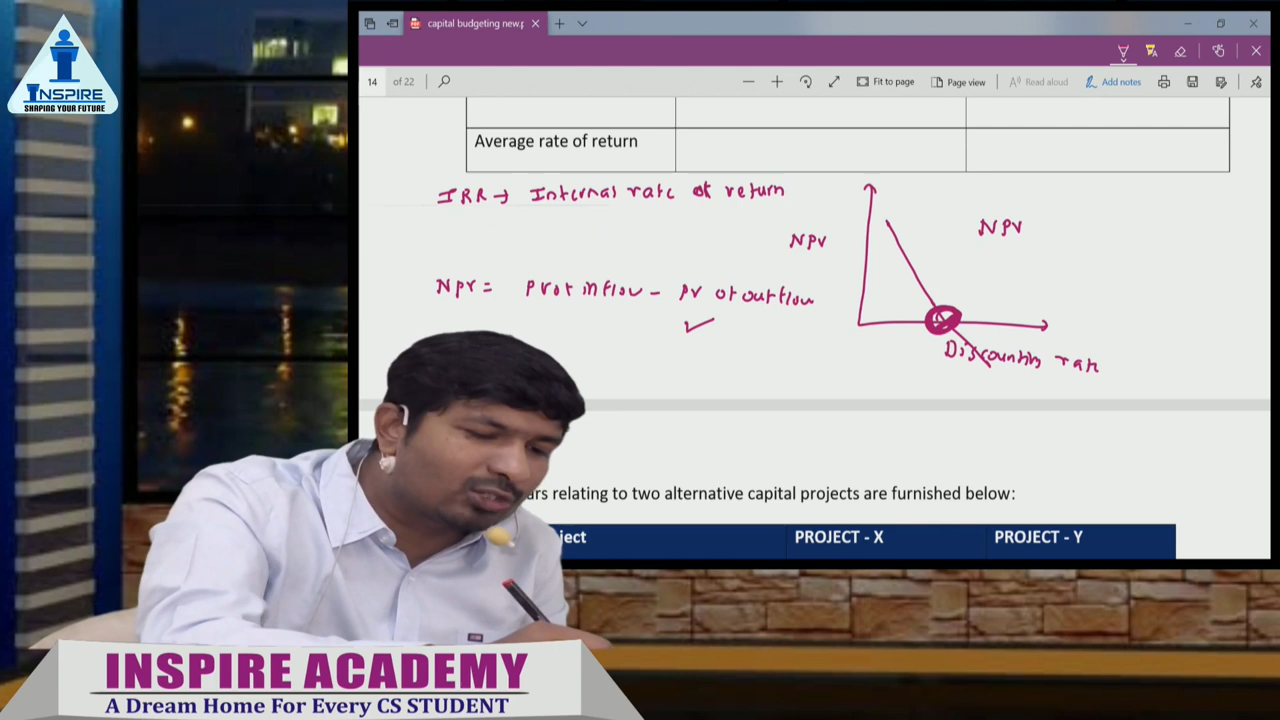 INSPIRE
SHAPING YOUR FUTURE
capital budgeting new.p
14 of 22
Fit to page
Page view
Read aloud
Add notes
Average rate of return
IRR → Internal rate of return
NPV
NPV
NPV = PV of inflow - PV of outflow
Discounting rate
ars relating to two alternative capital projects are furnished below:
ject PROJECT - X PROJECT - Y
INSPIRE ACADEMY
A Dream Home For Every CS STUDENT